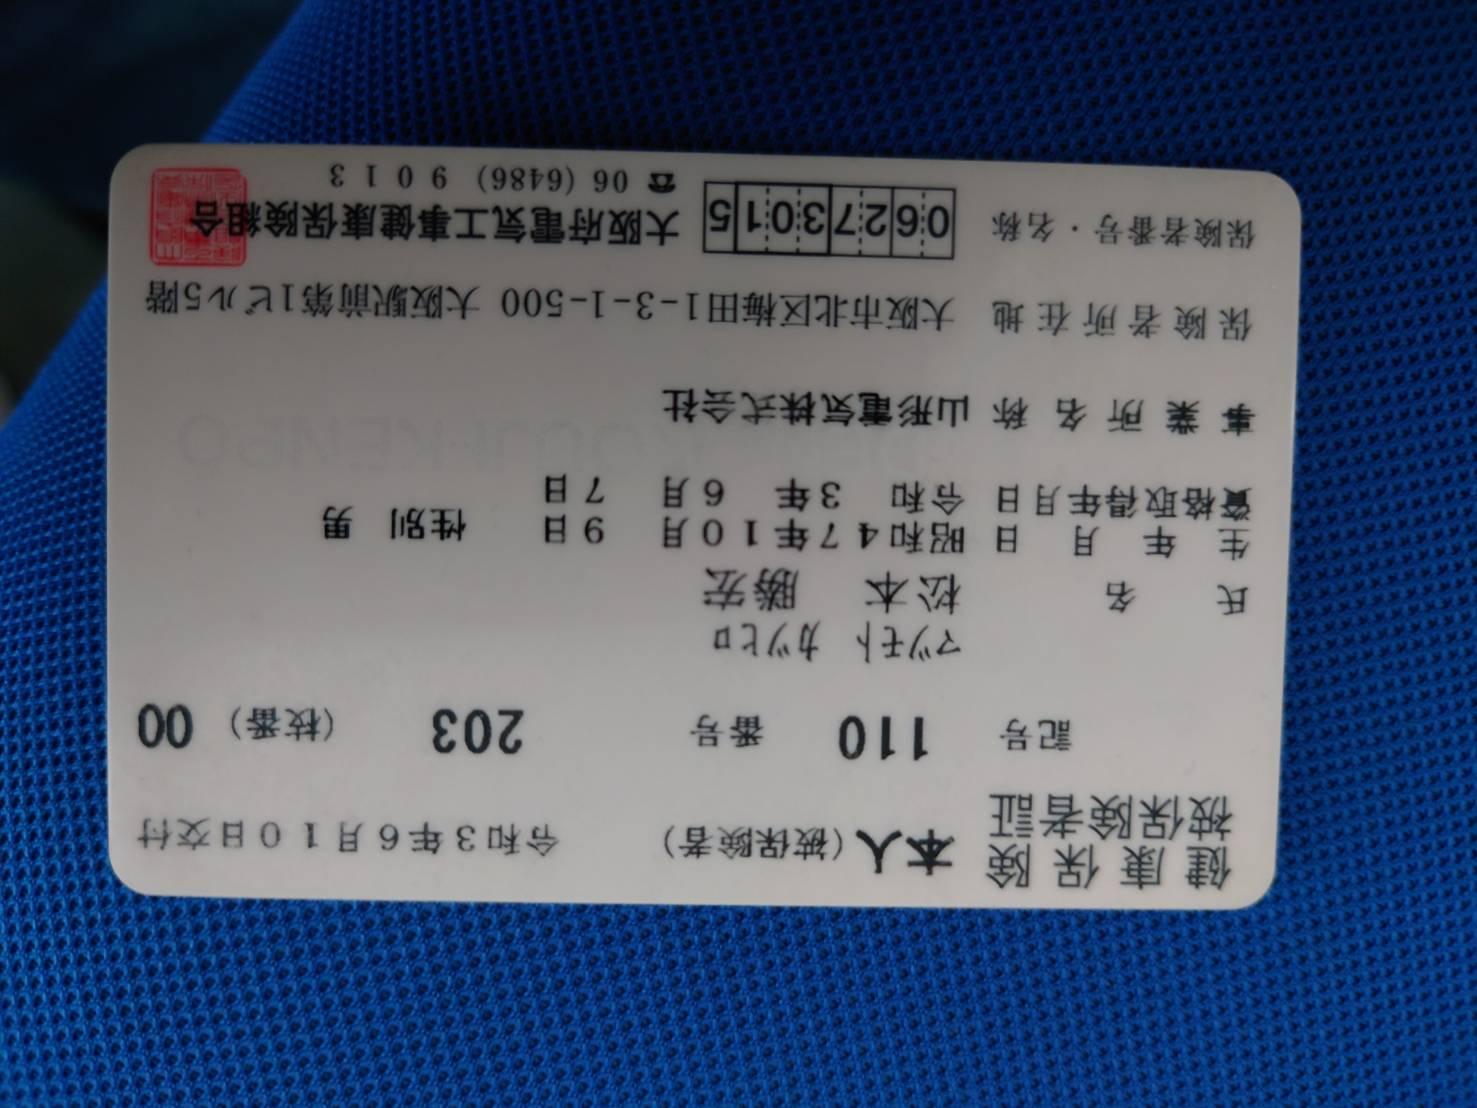 健康保険
被保険者証
本人(被保険者) 令和3年6月10日交付
記号 110 番号 203 (枝番) 00
マツモト カツヒロ
氏名 松本 勝宏
生年月日 昭和47年10月 9日 性別 男
資格取得年月日 令和 3年 6月 7日
事業所名称 山形電気株式会社
保険者所在地 大阪市北区梅田1-3-1-500 大阪駅前第1ビル5階
保険者番号・名称 06273015 大阪府電気工事健康保険組合
☎ 06(6486)9013
KOUJI-KENPO